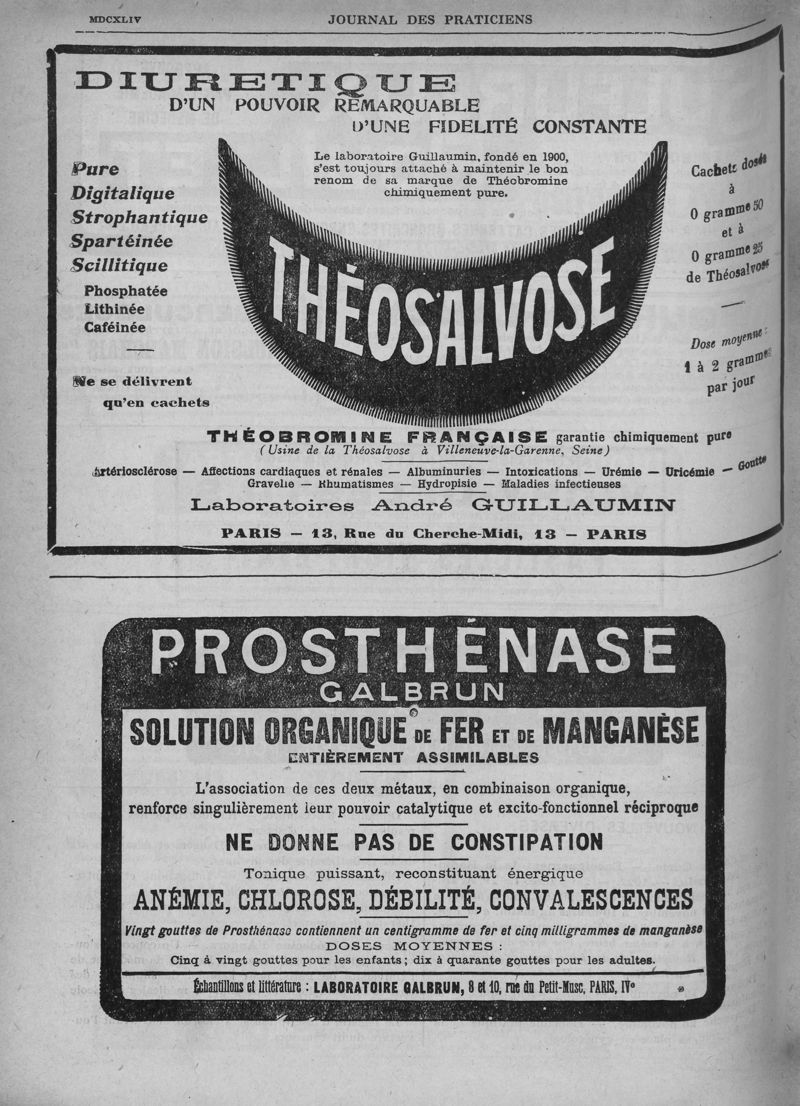 MDCXLIV
JOURNAL DES PRATICIENS
DIURETIQUE
D'UN POUVOIR REMARQUABLE
D'UNE FIDELITÉ CONSTANTE
Le laboratoire Guillaumin, fondé en 1900,
s'est toujours attaché à maintenir le bon
renom de sa marque de Théobromine
chimiquement pure.
Pure
Digitalique
Strophantique
Spartéinée
Scillitique
Phosphatée
Lithinée
Caféinée
Ne se délivrent
qu'en cachets
THÉOSALVOSE
Cachets dosés
à
0 gramme 50
et à
0 gramme 25
de Théosalvose
Dose moyenne :
1 à 2 grammes
par jour
THÉOBROMINE FRANÇAISE garantie chimiquement pure
(Usine de la Théosalvose à Villeneuve-la-Garenne, Seine)
Artériosclérose — Affections cardiaques et rénales — Albuminuries — Intoxications — Urémie — Uricémie — Goutte
Gravelle — Rhumatismes — Hydropisie — Maladies infectieuses
Laboratoires André GUILLAUMIN
PARIS — 13, Rue du Cherche-Midi, 13 — PARIS
PROSTHÉNASE
GALBRUN
SOLUTION ORGANIQUE DE FER ET DE MANGANÈSE
ENTIÈREMENT ASSIMILABLES
L'association de ces deux métaux, en combinaison organique,
renforce singulièrement leur pouvoir catalytique et excito-fonctionnel réciproque
NE DONNE PAS DE CONSTIPATION
Tonique puissant, reconstituant énergique
ANÉMIE, CHLOROSE, DÉBILITÉ, CONVALESCENCES
Vingt gouttes de Prosthénase contiennent un centigramme de fer et cinq milligrammes de manganèse
DOSES MOYENNES :
Cinq à vingt gouttes pour les enfants ; dix à quarante gouttes pour les adultes.
Échantillons et littérature : LABORATOIRE GALBRUN, 8 et 10, rue du Petit-Musc, PARIS, IVe